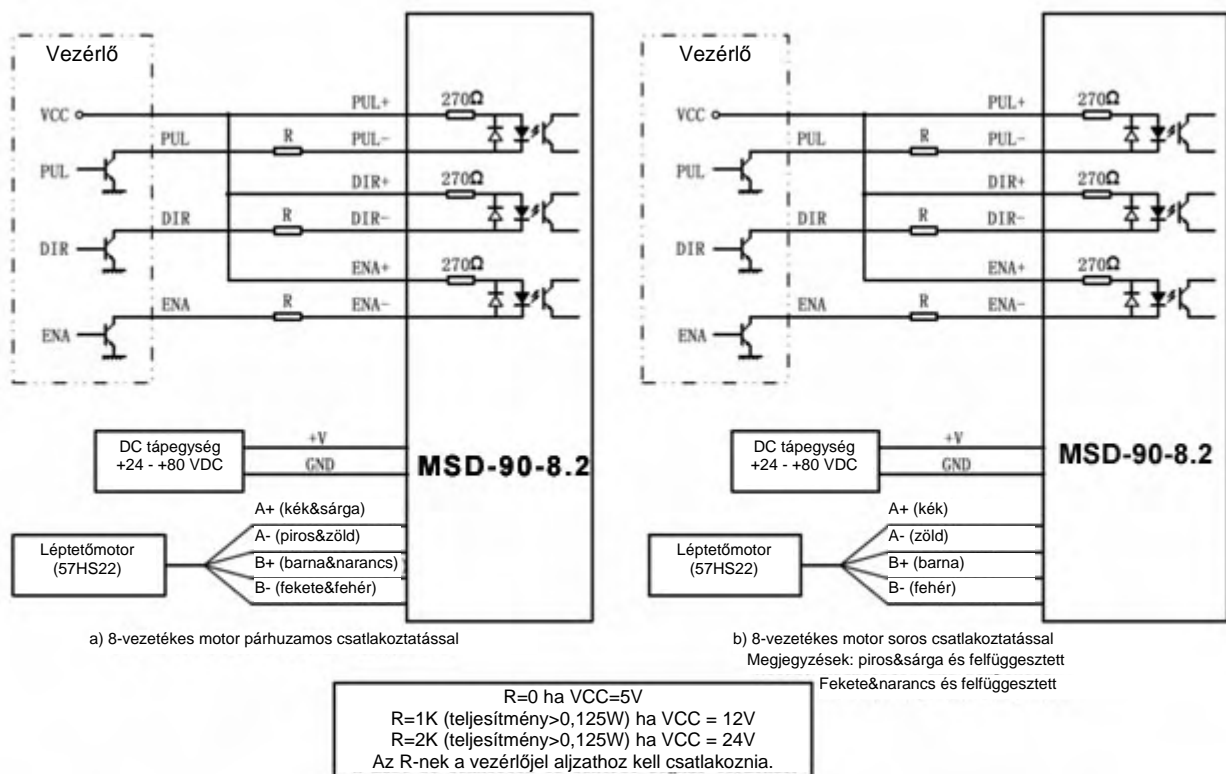 Vezérlő
VCC
PUL+
270Ω
PUL
R
PUL-
PUL
DIR+
270Ω
DIR
R
DIR-
DIR
ENA+
270Ω
ENA
R
ENA-
ENA
DC tápegység
+24 - +80 VDC
+V
GND
MSD-90-8.2
Léptetőmotor
(57HS22)
A+ (kék&sárga)
A- (piros&zöld)
B+ (barna&narancs)
B- (fekete&fehér)
a) 8-vezetékes motor párhuzamos csatlakoztatással
Vezérlő
VCC
PUL+
270Ω
PUL
R
PUL-
PUL
DIR+
270Ω
DIR
R
DIR-
DIR
ENA+
270Ω
ENA
R
ENA-
ENA
DC tápegység
+24 - +80 VDC
+V
GND
MSD-90-8.2
Léptetőmotor
(57HS22)
A+ (kék)
A- (zöld)
B+ (barna)
B- (fehér)
b) 8-vezetékes motor soros csatlakoztatással
Megjegyzések: piros&sárga és felfüggesztett
Fekete&narancs és felfüggesztett
R=0 ha VCC=5V
R=1K (teljesítmény>0,125W) ha VCC = 12V
R=2K (teljesítmény>0,125W) ha VCC = 24V
Az R-nek a vezérlőjel aljzathoz kell csatlakoznia.